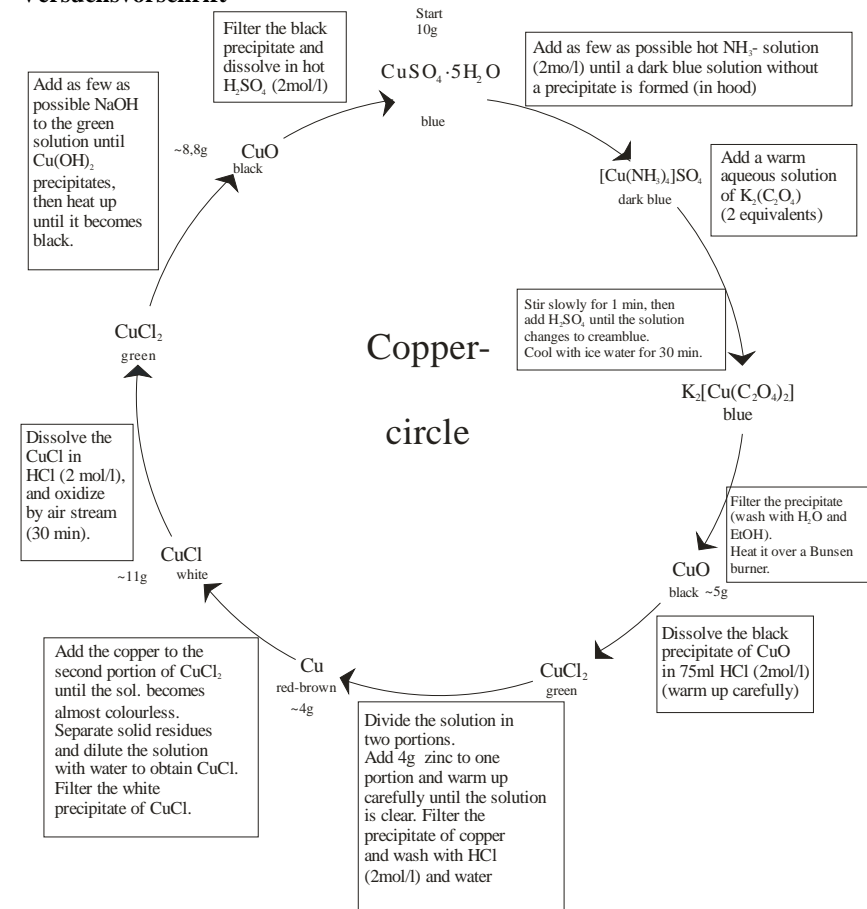 Versuchsvorschrift
Start
10g
CuSO₄·5H₂O
blue
Add as few as possible hot NH₃- solution
(2mo/l) until a dark blue solution without
a precipitate is formed (in hood)
[Cu(NH₃)₄]SO₄
dark blue
Add a warm
aqueous solution
of K₂(C₂O₄)
(2 equivalents)
Stir slowly for 1 min, then
add H₂SO₄ until the solution
changes to creamblue.
Cool with ice water for 30 min.
K₂[Cu(C₂O₄)₂]
blue
Filter the precipitate
(wash with H₂O and
EtOH).
Heat it over a Bunsen
burner.
CuO
black ~5g
Dissolve the black
precipitate of CuO
in 75ml HCl (2mol/l)
(warm up carefully)
CuCl₂
green
Divide the solution in
two portions.
Add 4g zinc to one
portion and warm up
carefully until the solution
is clear. Filter the
precipitate of copper
and wash with HCl
(2mol/l) and water
Cu
red-brown
~4g
Add the copper to the
second portion of CuCl₂
until the sol. becomes
almost colourless.
Separate solid residues
and dilute the solution
with water to obtain CuCl.
Filter the white
precipitate of CuCl.
CuCl
white
~11g
Dissolve the
CuCl in
HCl (2 mol/l),
and oxidize
by air stream
(30 min).
CuCl₂
green
Add as few as
possible NaOH
to the green
solution until
Cu(OH)₂
precipitates,
then heat up
until it becomes
black.
~8,8g
CuO
black
Filter the black
precipitate and
dissolve in hot
H₂SO₄ (2mol/l)
Copper-
circle